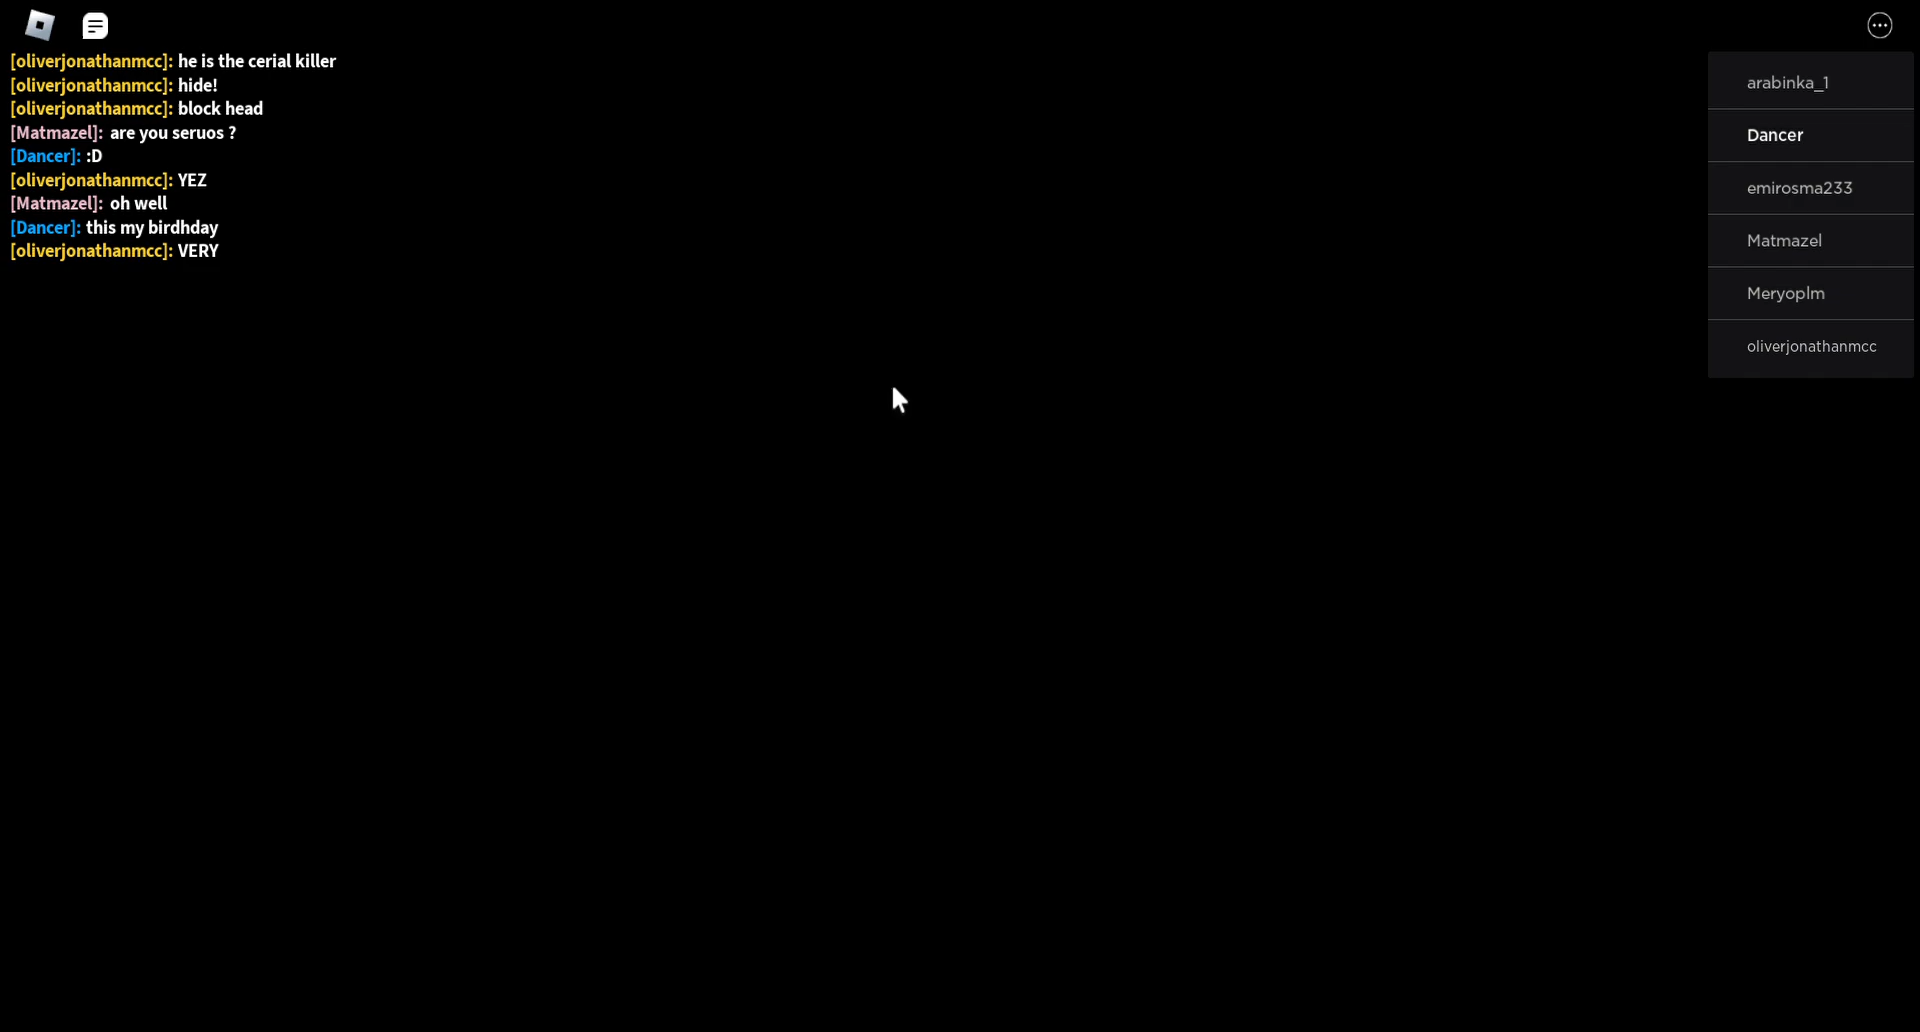 [oliverjonathanmcc]: he is the cerial killer
[oliverjonathanmcc]: hide!
[oliverjonathanmcc]: block head
[Matmazel]: are you seruos ?
[Dancer]: :D
[oliverjonathanmcc]: YEZ
[Matmazel]: oh well
[Dancer]: this my birdhday
[oliverjonathanmcc]: VERY
arabinka_1
Dancer
emirosma233
Matmazel
Meryoplm
oliverjonathanmcc